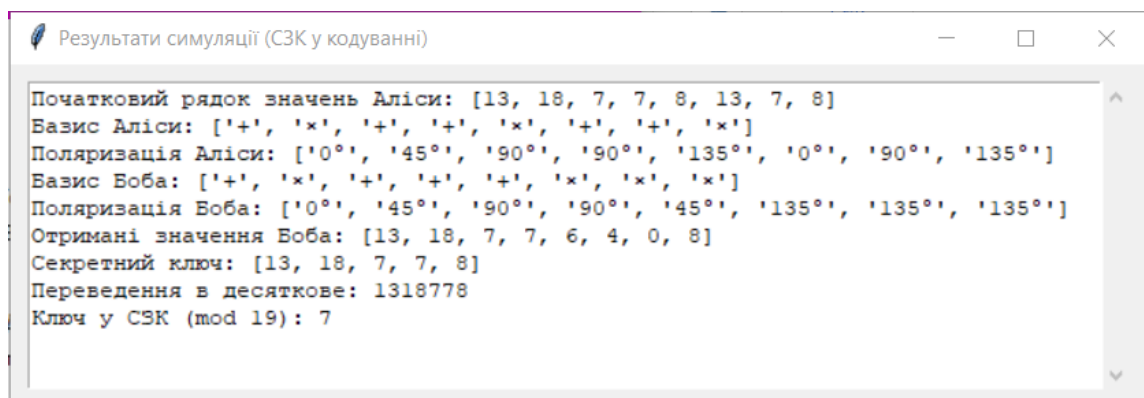 Результати симуляції (СЗК у кодуванні)
Початковий рядок значень Аліси: [13, 18, 7, 7, 8, 13, 7, 8]
Базис Аліси: ['+', '×', '+', '+', '×', '+', '+', '×']
Поляризація Аліси: ['0°', '45°', '90°', '90°', '135°', '0°', '90°', '135°']
Базис Боба: ['+', '×', '+', '+', '+', '×', '×', '×']
Поляризація Боба: ['0°', '45°', '90°', '90°', '45°', '135°', '135°', '135°']
Отримані значення Боба: [13, 18, 7, 7, 6, 4, 0, 8]
Секретний ключ: [13, 18, 7, 7, 8]
Переведення в десяткове: 1318778
Ключ у СЗК (mod 19): 7